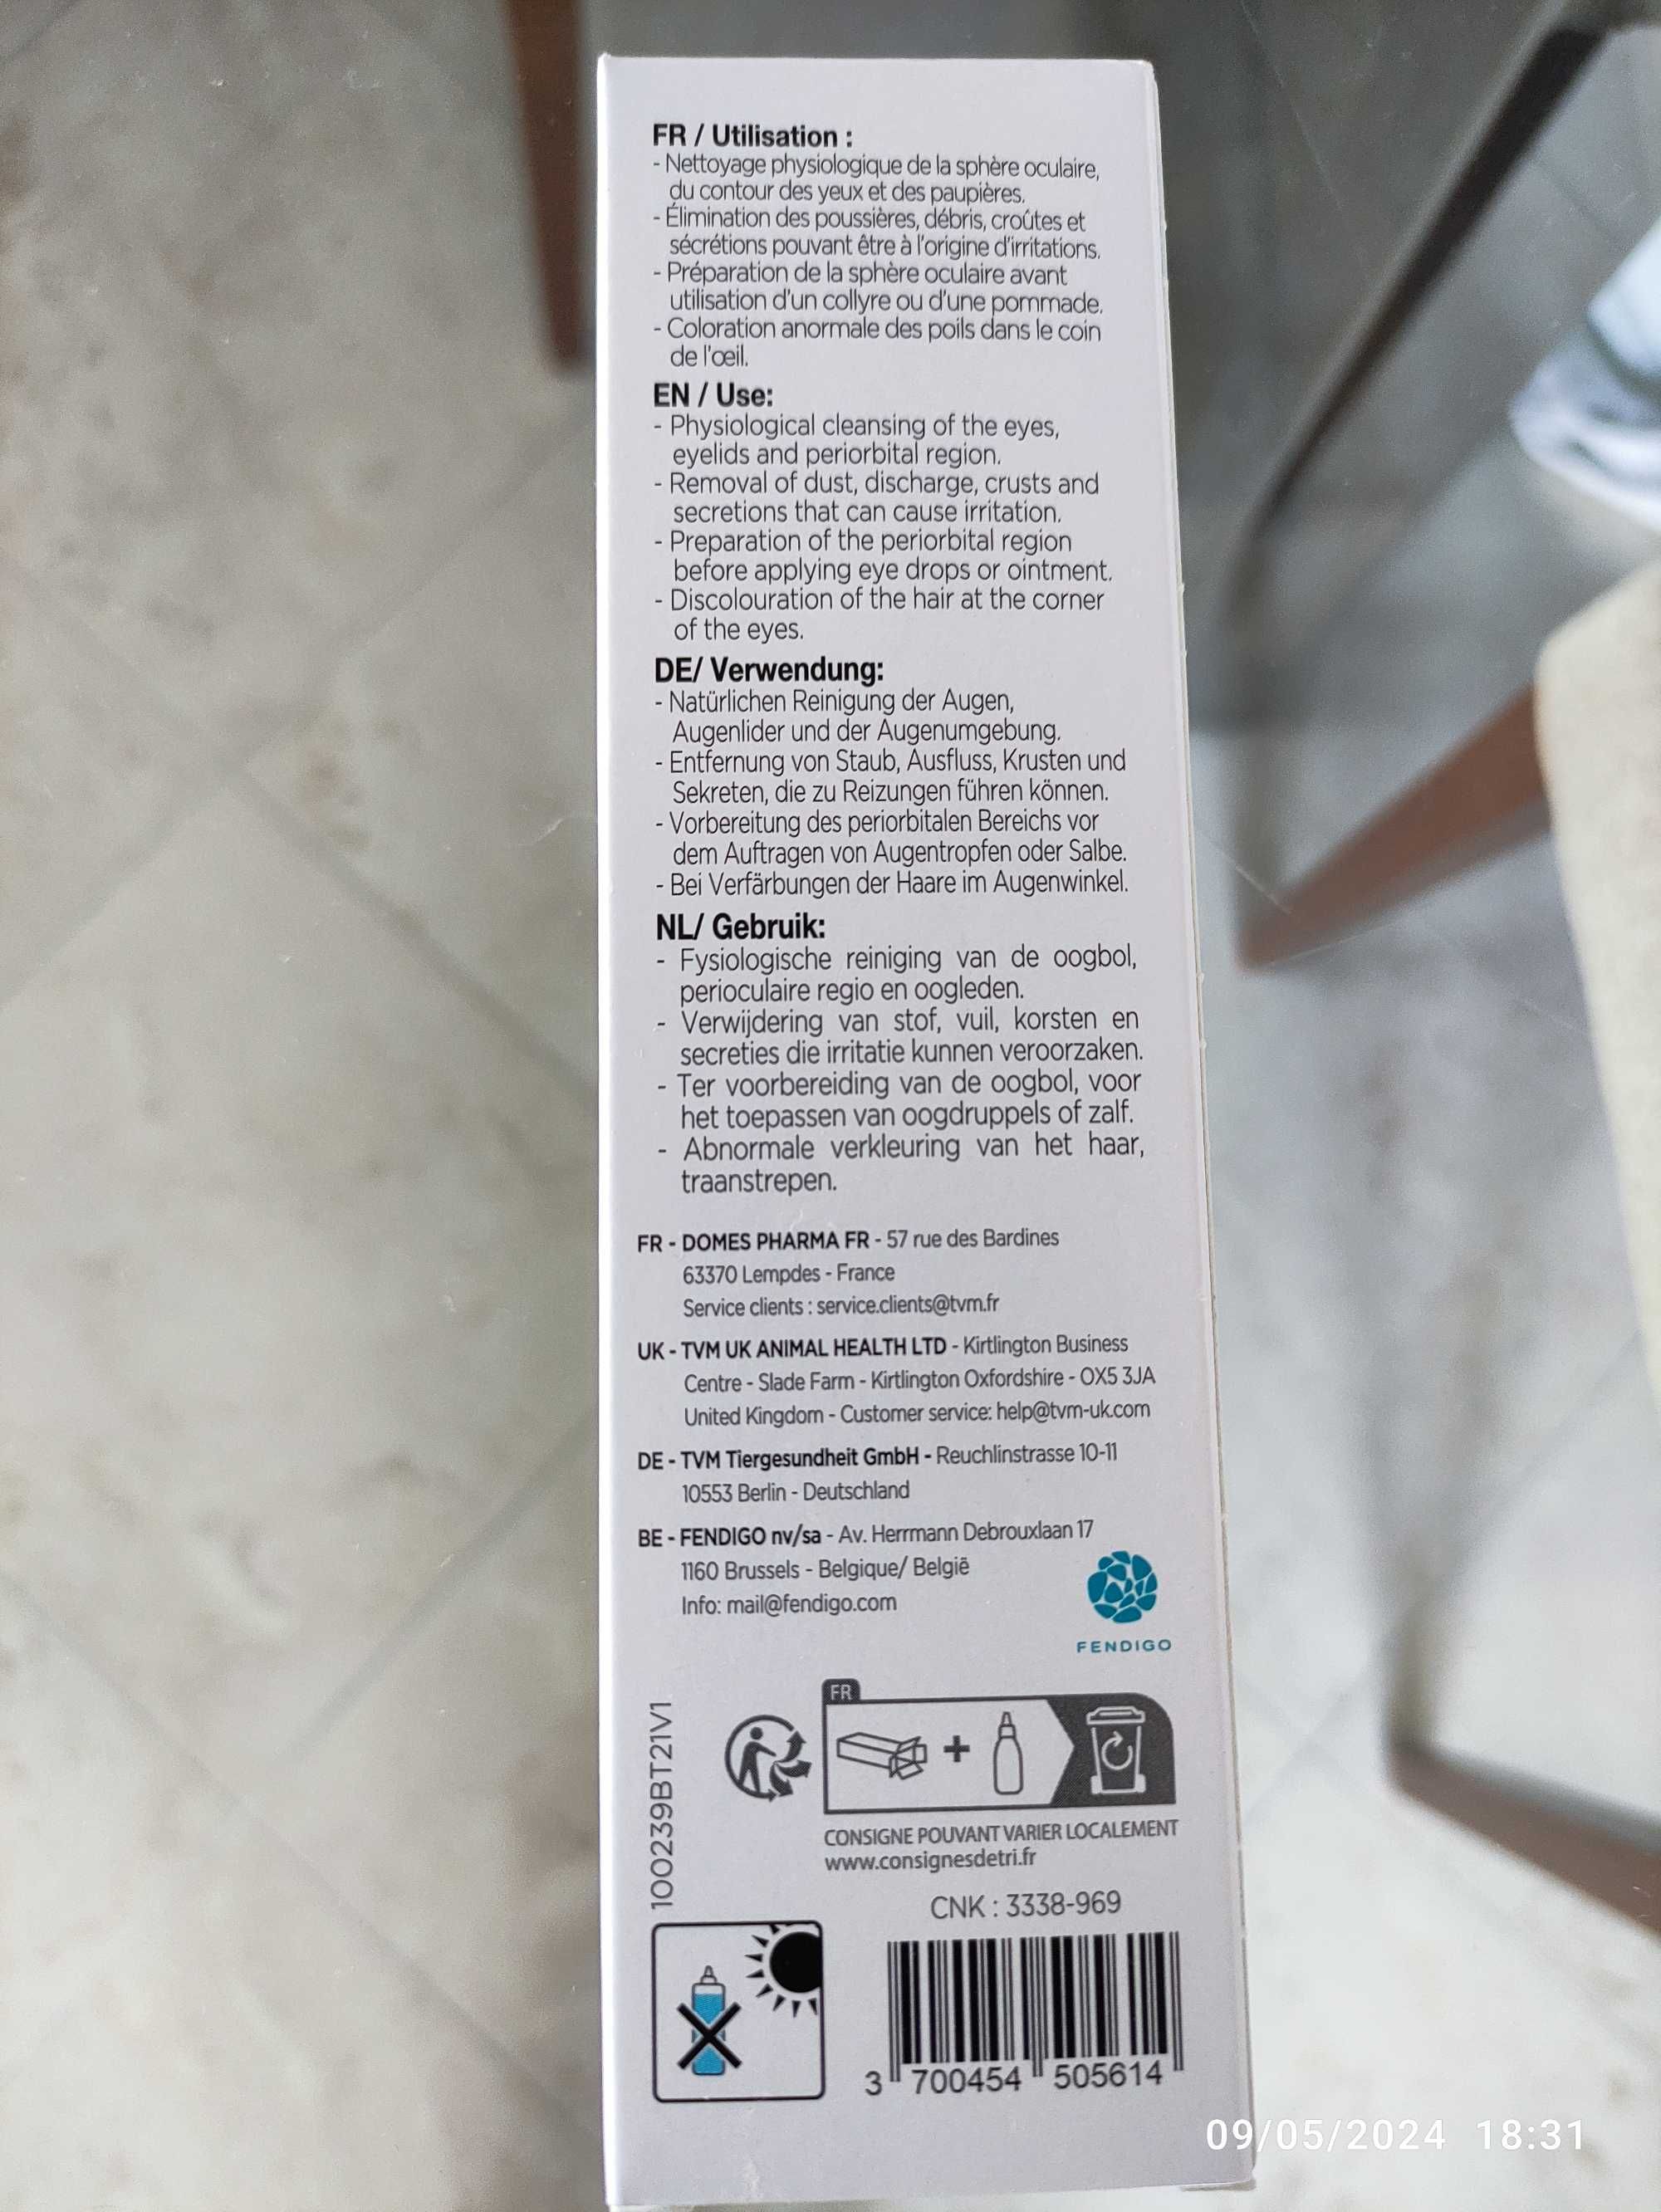 FR / Utilisation :
- Nettoyage physiologique de la sphère oculaire,
du contour des yeux et des paupières.
- Élimination des poussières, débris, croûtes et
sécrétions pouvant être à l'origine d'irritations.
- Préparation de la sphère oculaire avant
utilisation d'un collyre ou d'une pommade.
- Coloration anormale des poils dans le coin
de l'œil.
EN / Use:
- Physiological cleansing of the eyes,
eyelids and periorbital region.
- Removal of dust, discharge, crusts and
secretions that can cause irritation.
- Preparation of the periorbital region
before applying eye drops or ointment.
- Discolouration of the hair at the corner
of the eyes.
DE/ Verwendung:
- Natürlichen Reinigung der Augen,
Augenlider und der Augenumgebung.
- Entfernung von Staub, Ausfluss, Krusten und
Sekreten, die zu Reizungen führen können.
- Vorbereitung des periorbitalen Bereichs vor
dem Auftragen von Augentropfen oder Salbe.
- Bei Verfärbungen der Haare im Augenwinkel.
NL/ Gebruik:
- Fysiologische reiniging van de oogbol,
perioculaire regio en oogleden.
- Verwijdering van stof, vuil, korsten en
secreties die irritatie kunnen veroorzaken.
- Ter voorbereiding van de oogbol, voor
het toepassen van oogdruppels of zalf.
- Abnormale verkleuring van het haar,
traanstrepen.
FR - DOMES PHARMA FR - 57 rue des Bardines
63370 Lempdes - France
Service clients : service.clients@tvm.fr
UK - TVM UK ANIMAL HEALTH LTD - Kirtlington Business
Centre - Slade Farm - Kirtlington Oxfordshire - OX5 3JA
United Kingdom - Customer service: help@tvm-uk.com
DE - TVM Tiergesundheit GmbH - Reuchlinstrasse 10-11
10553 Berlin - Deutschland
BE - FENDIGO nv/sa - Av. Herrmann Debrouxlaan 17
1160 Brussels - Belgique/ België
Info: mail@fendigo.com
FENDIGO
100239BT21V1
FR
CONSIGNE POUVANT VARIER LOCALEMENT
www.consignesdetri.fr
CNK : 3338-969
3 700454 505614
09/05/2024 18:31